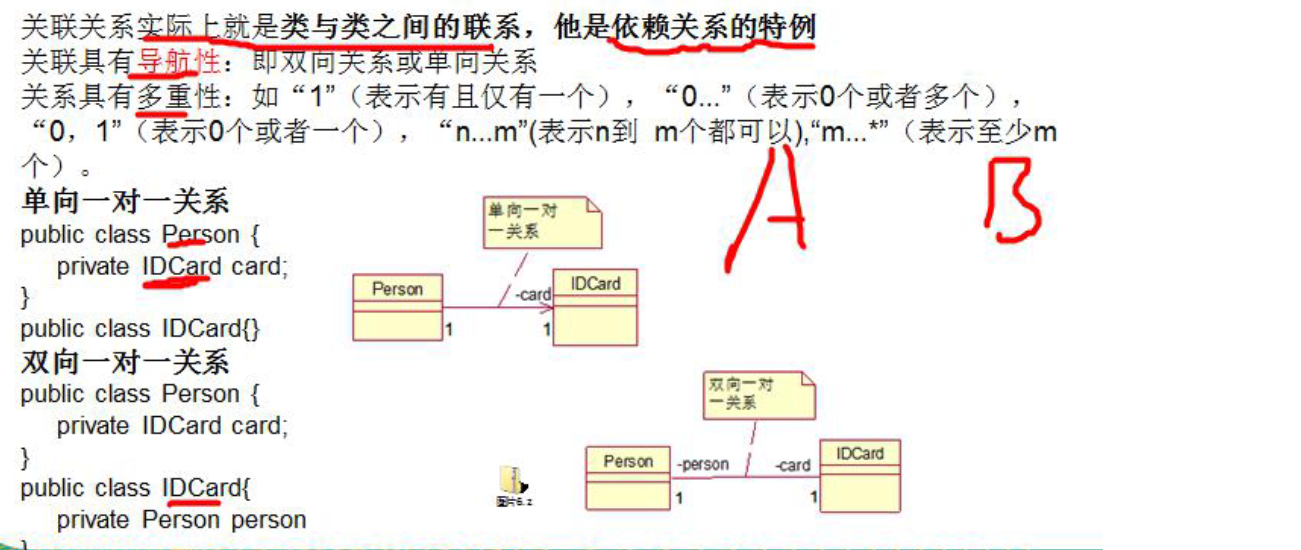 关联关系实际上就是类与类之间的联系，他是依赖关系的特例
关联具有导航性：即双向关系或单向关系
关系具有多重性：如“1”（表示有且仅有一个），“0...”（表示0个或者多个），
“0，1”（表示0个或者一个），“n...m”(表示n到 m个都可以),“m...*”（表示至少m
个）。
A
B
单向一对一关系
public class Person {
private IDCard card;
}
public class IDCard{}
单向一对
一关系
Person
-card
IDCard
1
1
双向一对一关系
public class Person {
private IDCard card;
}
public class IDCard{
private Person person
}
双向一对
一关系
Person
-person
-card
IDCard
1
1